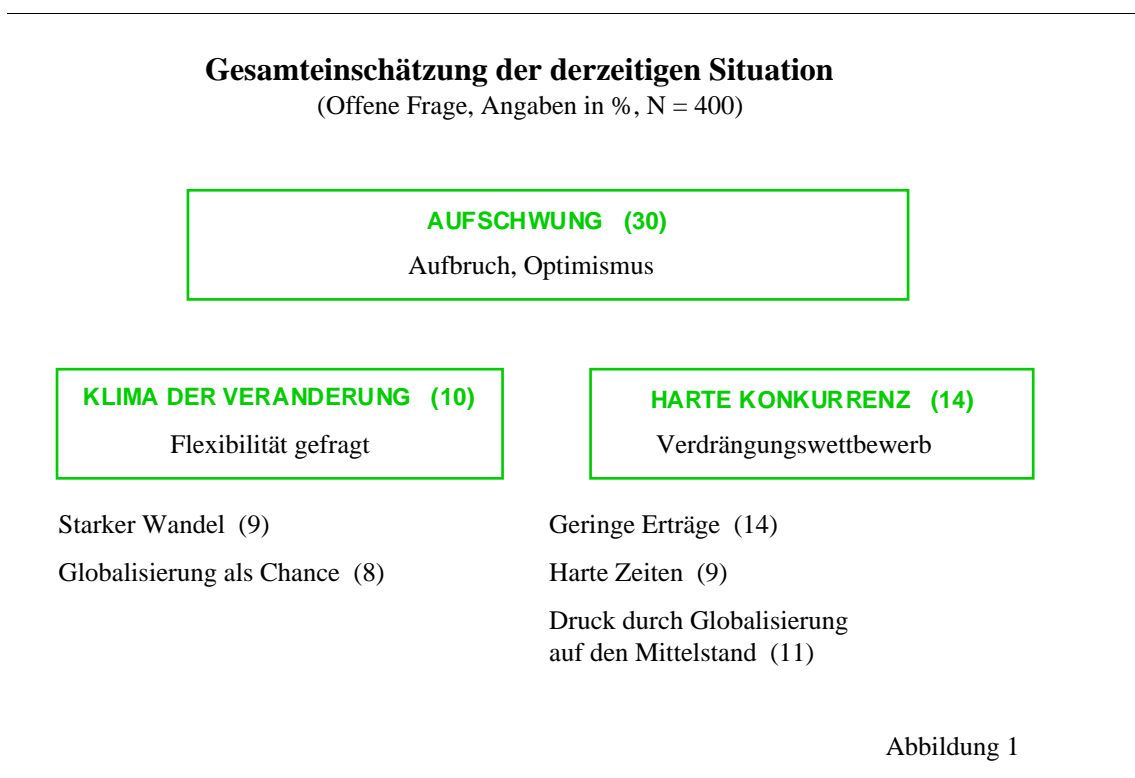 Gesamteinschätzung der derzeitigen Situation
(Offene Frage, Angaben in %, N = 400)
AUFSCHWUNG (30)
Aufbruch, Optimismus
KLIMA DER VERANDERUNG (10)
Flexibilität gefragt
HARTE KONKURRENZ (14)
Verdrängungswettbewerb
Starker Wandel (9)
Globalisierung als Chance (8)
Geringe Erträge (14)
Harte Zeiten (9)
Druck durch Globalisierung
auf den Mittelstand (11)
Abbildung 1